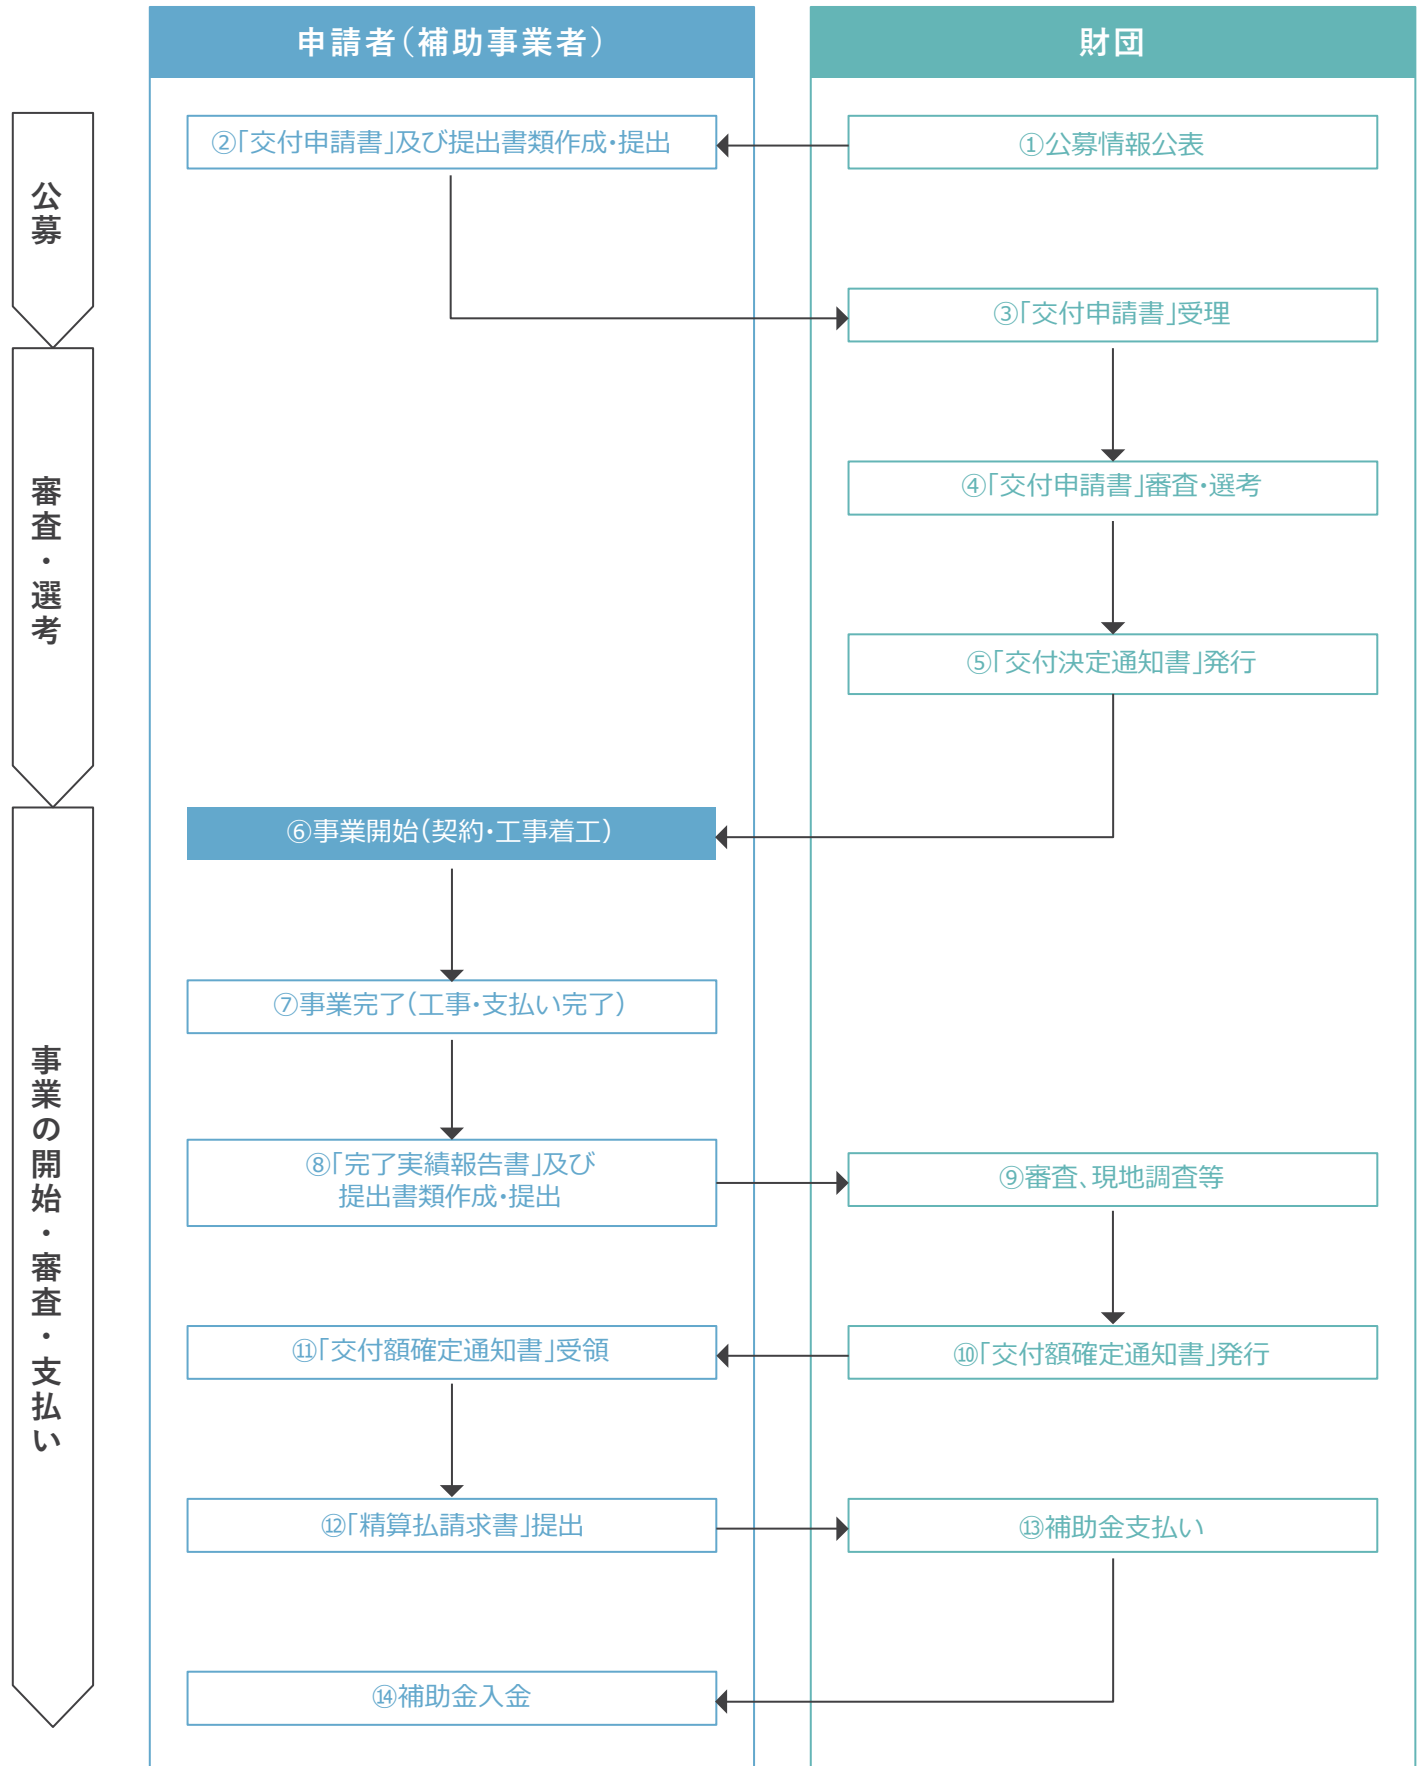 申請者（補助事業者）
財団
公募
②「交付申請書」及び提出書類作成・提出
①公募情報公表
③「交付申請書」受理
審査・選考
④「交付申請書」審査・選考
⑤「交付決定通知書」発行
事業の開始・審査・支払い
⑥事業開始（契約・工事着工）
⑦事業完了（工事・支払い完了）
⑧「完了実績報告書」及び
提出書類作成・提出
⑨審査、現地調査等
⑪「交付額確定通知書」受領
⑩「交付額確定通知書」発行
⑫「精算払請求書」提出
⑬補助金支払い
⑭補助金入金